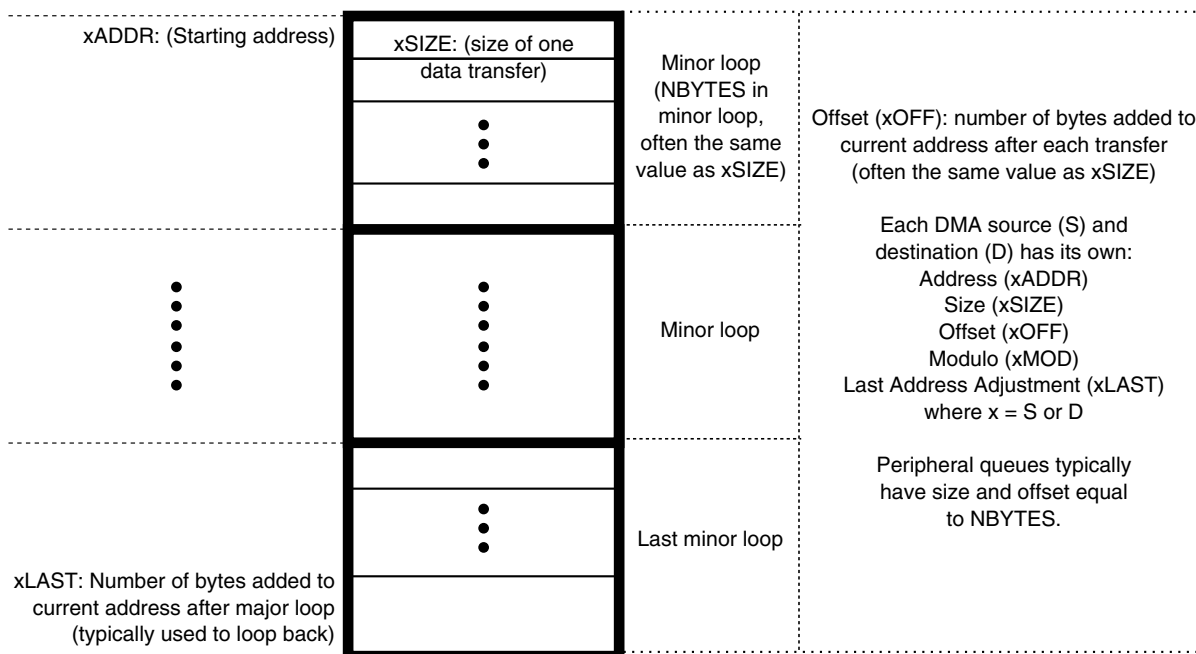 xADDR: (Starting address)
xSIZE: (size of one
data transfer)
Minor loop
(NBYTES in
minor loop,
often the same
value as xSIZE)
Offset (xOFF): number of bytes added to
current address after each transfer
(often the same value as xSIZE)
Each DMA source (S) and
destination (D) has its own:
Address (xADDR)
Size (xSIZE)
Offset (xOFF)
Modulo (xMOD)
Last Address Adjustment (xLAST)
where x = S or D
Peripheral queues typically
have size and offset equal
to NBYTES.
Minor loop
Last minor loop
xLAST: Number of bytes added to
current address after major loop
(typically used to loop back)